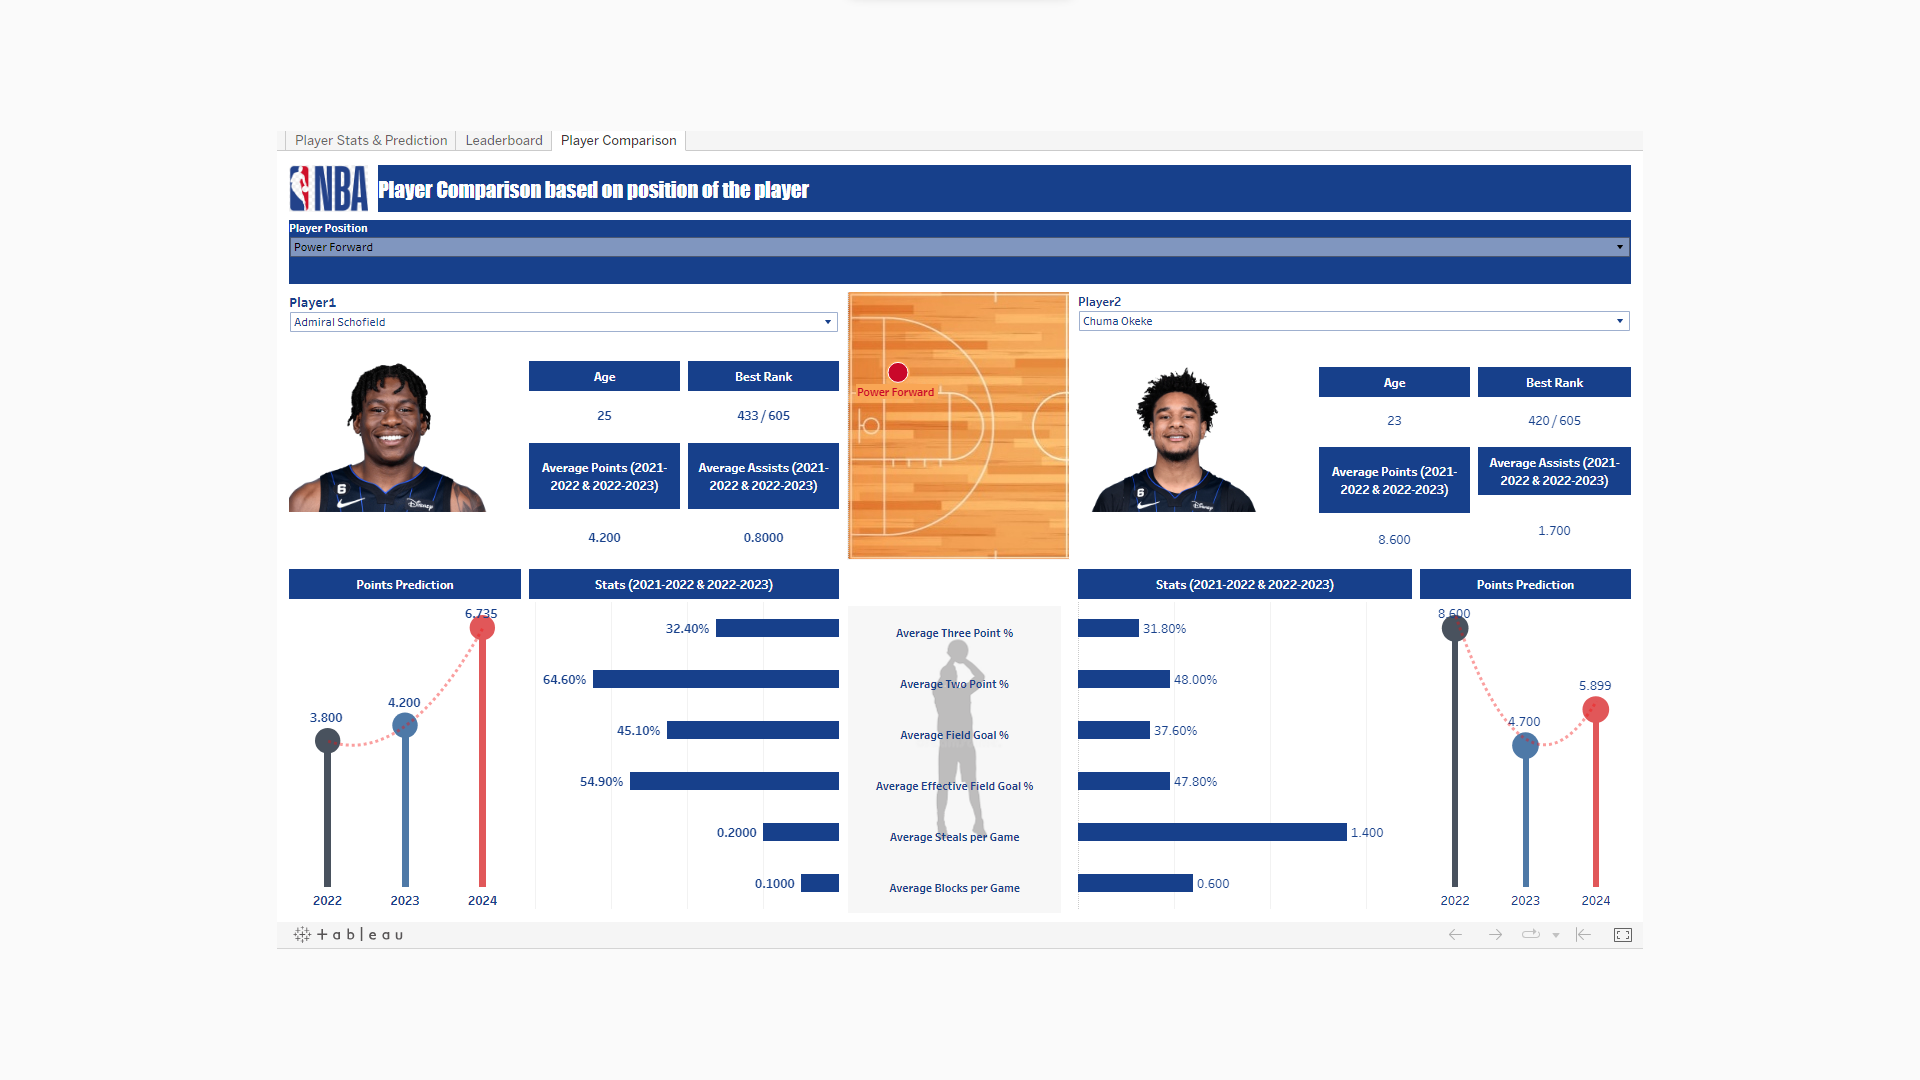 Player Stats & Prediction
Leaderboard
Player Comparison
NBA
Player Comparison based on position of the player
Player Position
Power Forward
Player1
Admiral Schofield
Age
Best Rank
25
433 / 605
Average Points (2021-
2022 & 2022-2023)
Average Assists (2021-
2022 & 2022-2023)
4.200
0.8000
6
Disney
Power Forward
Player2
Chuma Okeke
Age
Best Rank
23
420 / 605
Average Points (2021-
2022 & 2022-2023)
Average Assists (2021-
2022 & 2022-2023)
8.600
1.700
6
Disney
Points Prediction
3.800
4.200
6.735
2022
2023
2024
Stats (2021-2022 & 2022-2023)
32.40%
64.60%
45.10%
54.90%
0.2000
0.1000
Average Three Point %
Average Two Point %
Average Field Goal %
Average Effective Field Goal %
Average Steals per Game
Average Blocks per Game
Stats (2021-2022 & 2022-2023)
31.80%
48.00%
37.60%
47.80%
1.400
0.600
Points Prediction
8.600
4.700
5.899
2022
2023
2024
+ableau